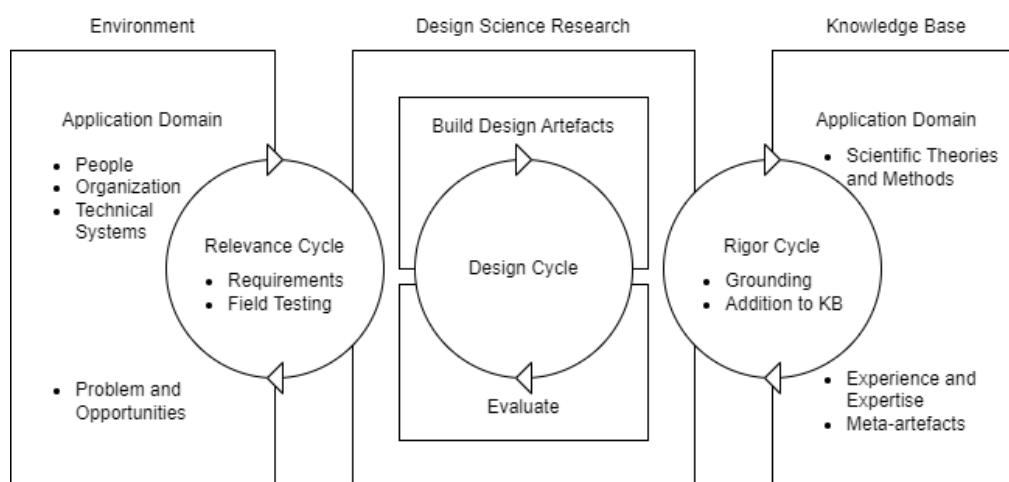 Environment
Design Science Research
Knowledge Base
Application Domain
• People
• Organization
• Technical
Systems
• Problem and
Opportunities
Relevance Cycle
• Requirements
• Field Testing
Build Design Artefacts
Design Cycle
Evaluate
Rigor Cycle
• Grounding
• Addition to KB
Application Domain
• Scientific Theories
and Methods
• Experience and
Expertise
• Meta-artefacts